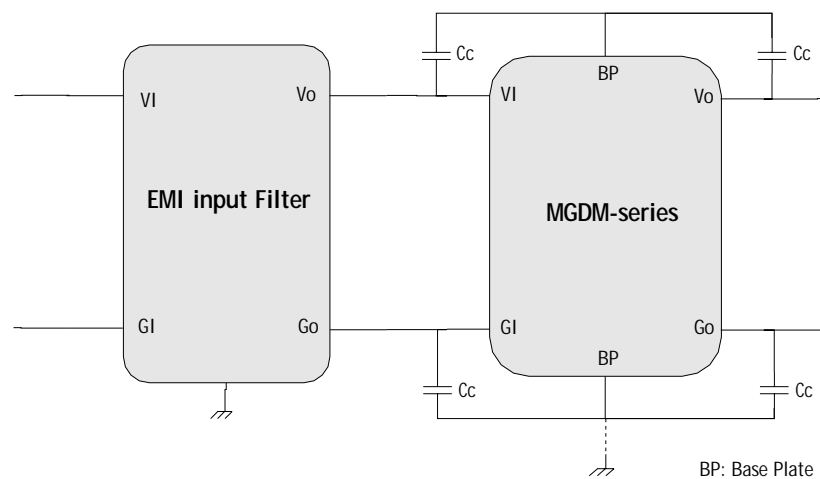 Cc
Cc
BP
VI
Vo
VI
Vo
EMI input Filter
MGDM-series
GI
Go
GI
Go
BP
Cc
Cc
BP: Base Plate